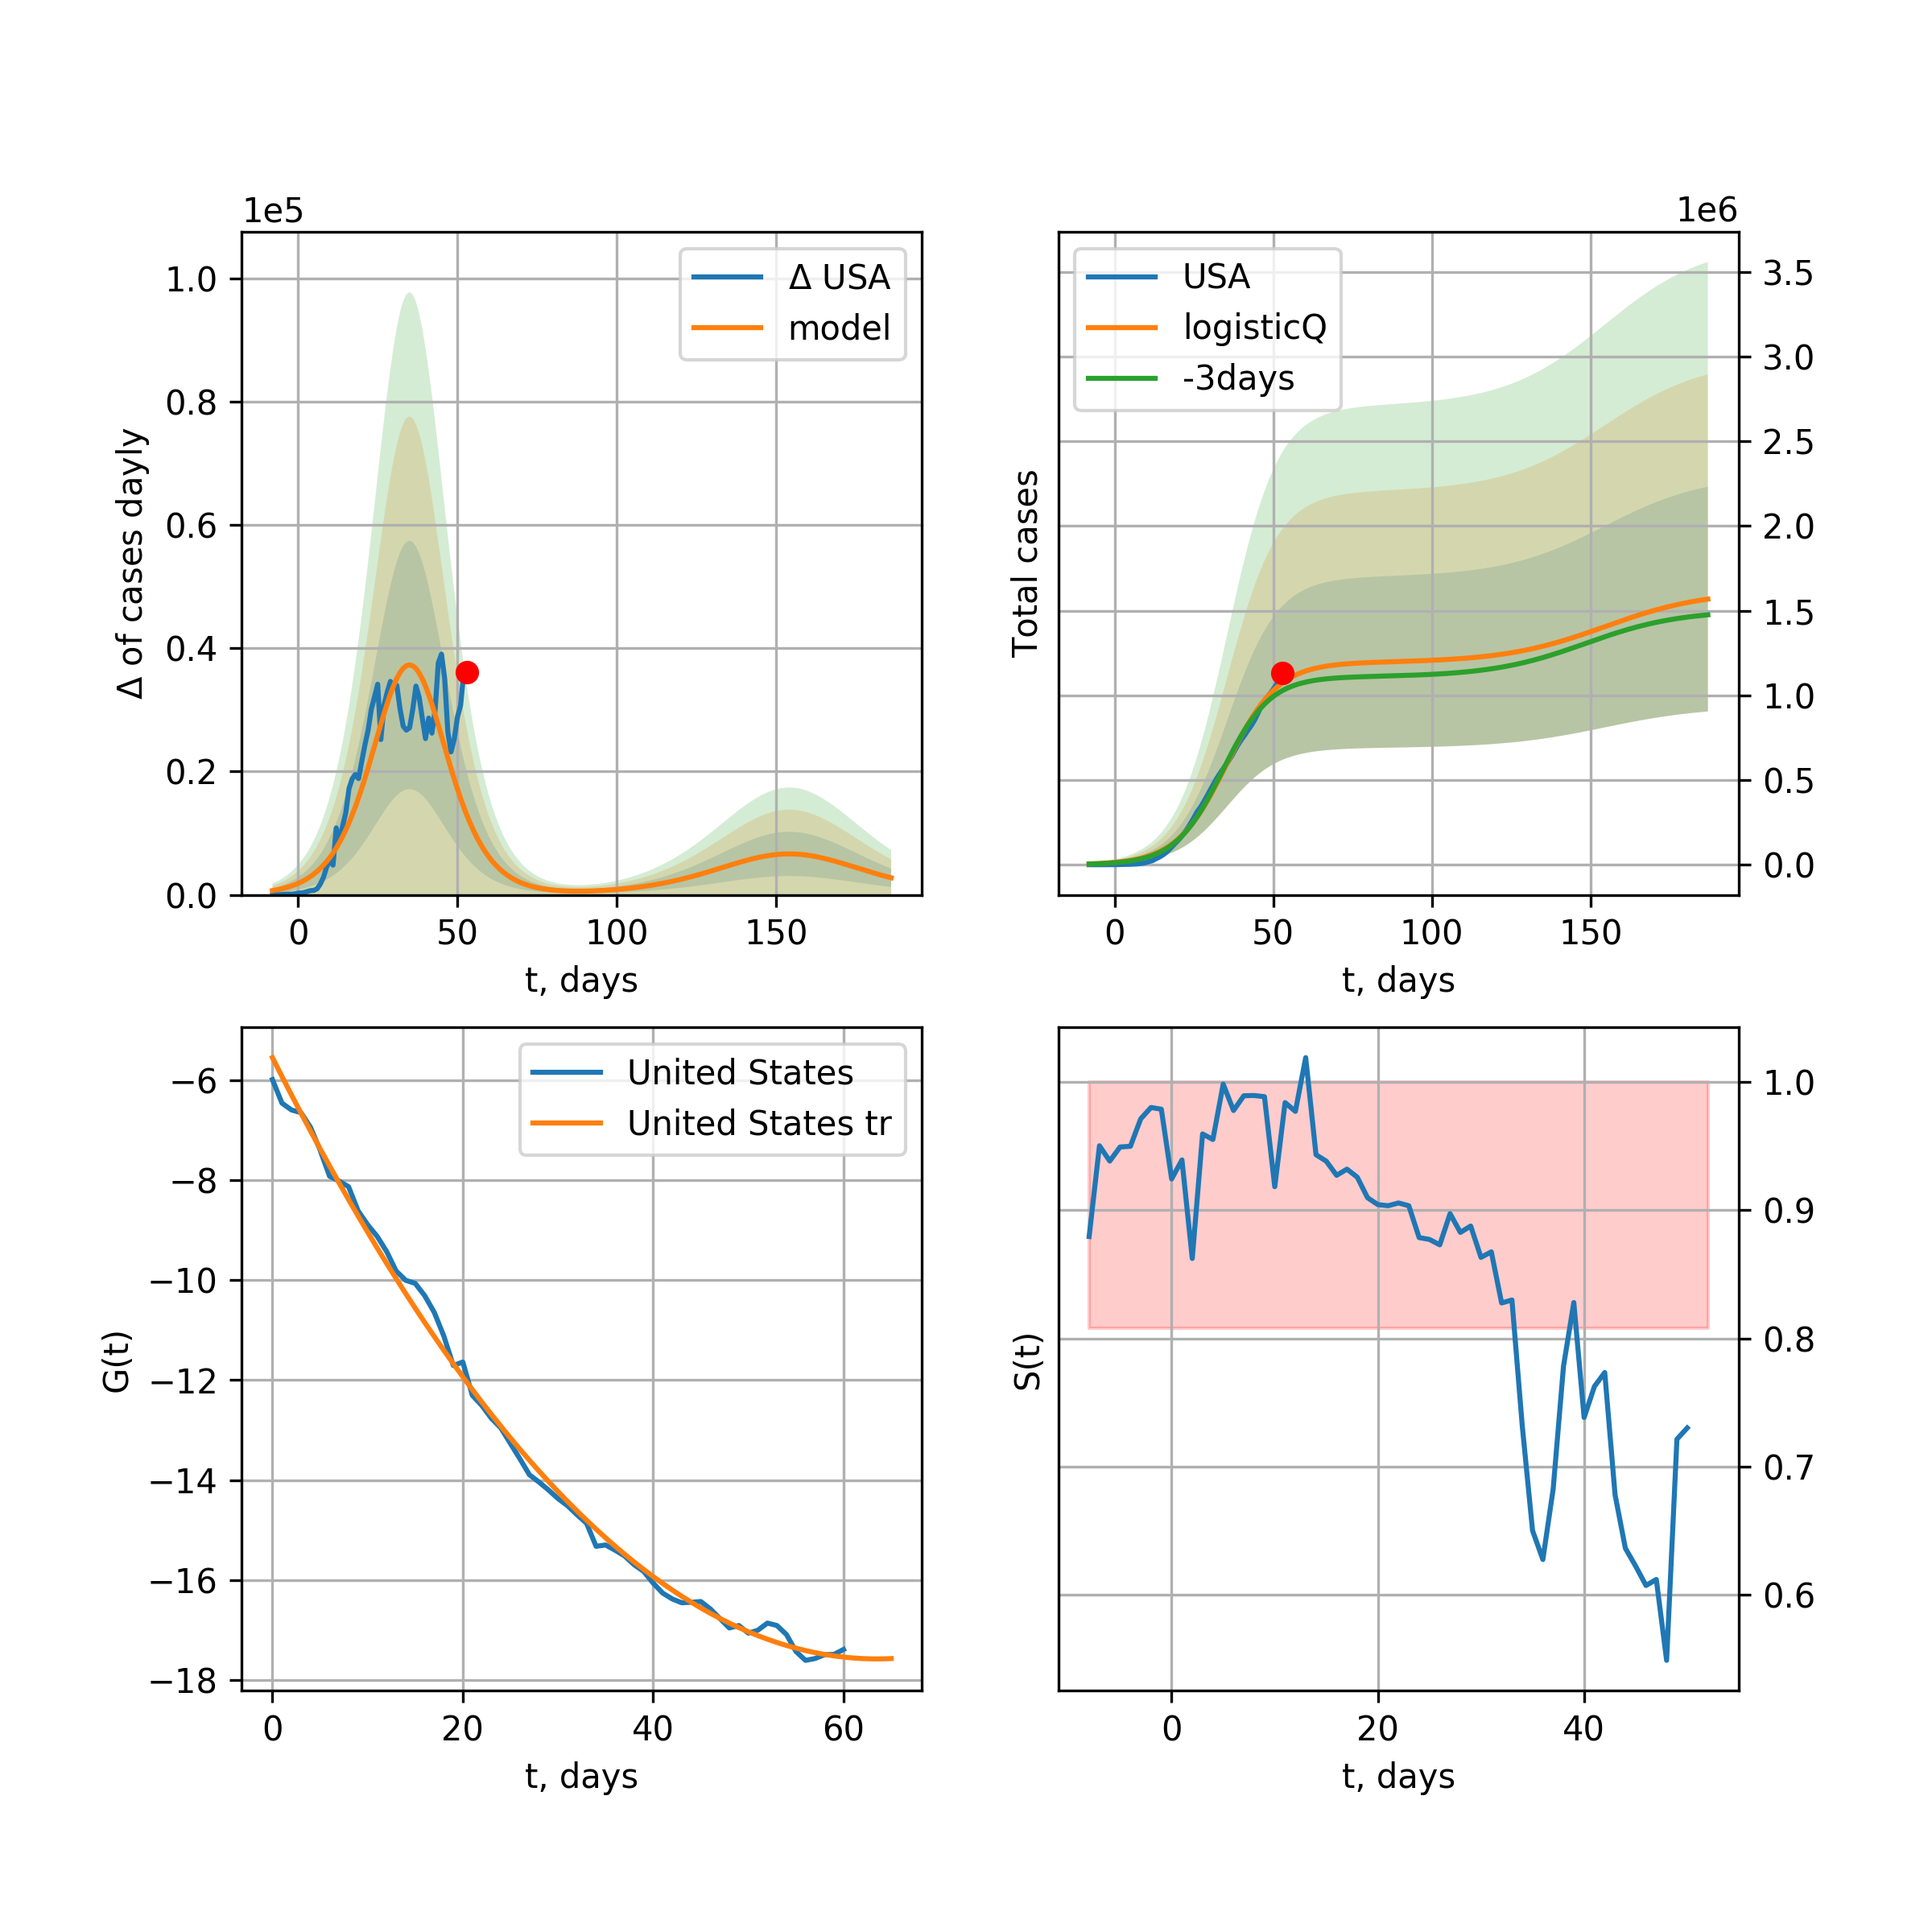 1e5
1.0
0.8
0.6
0.4
0.2
0.0
Δ of cases dayly
0 50 100 150
t, days
Δ USA
model
1e6
3.5
3.0
2.5
2.0
1.5
1.0
0.5
0.0
Total cases
0 50 100 150
t, days
USA
logisticQ
-3days
−6
−8
−10
−12
−14
−16
−18
G(t)
0 20 40 60
t, days
United States
United States tr
1.0
0.9
0.8
0.7
0.6
S(t)
0 20 40
t, days